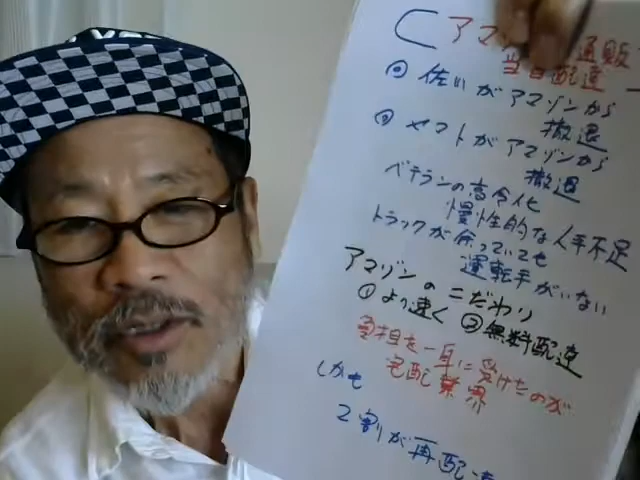 アマ 通販
当日配達
◎ 佐川がアマゾンから
撤退
◎ ヤマトがアマゾンから
撤退
ベテランの高令化
慢性的な人手不足
トラックが余っていても
運転手がいない
アマゾンのこだわり
① より速く ② 無料配達
負担を一身に受けたのが
宅配業界
しかも
2割が再配達